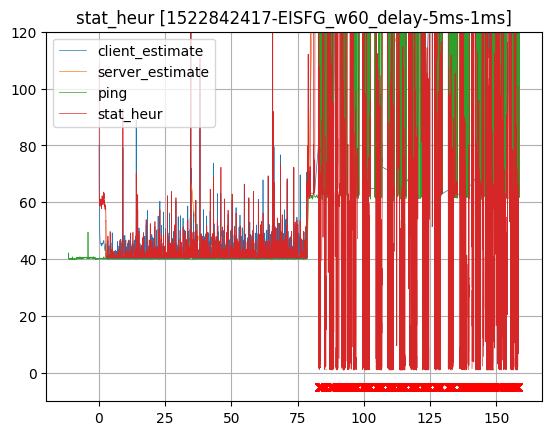 stat_heur [1522842417-EISFG_w60_delay-5ms-1ms]
120
100
80
60
40
20
0
client_estimate
server_estimate
ping
stat_heur
0 25 50 75 100 125 150